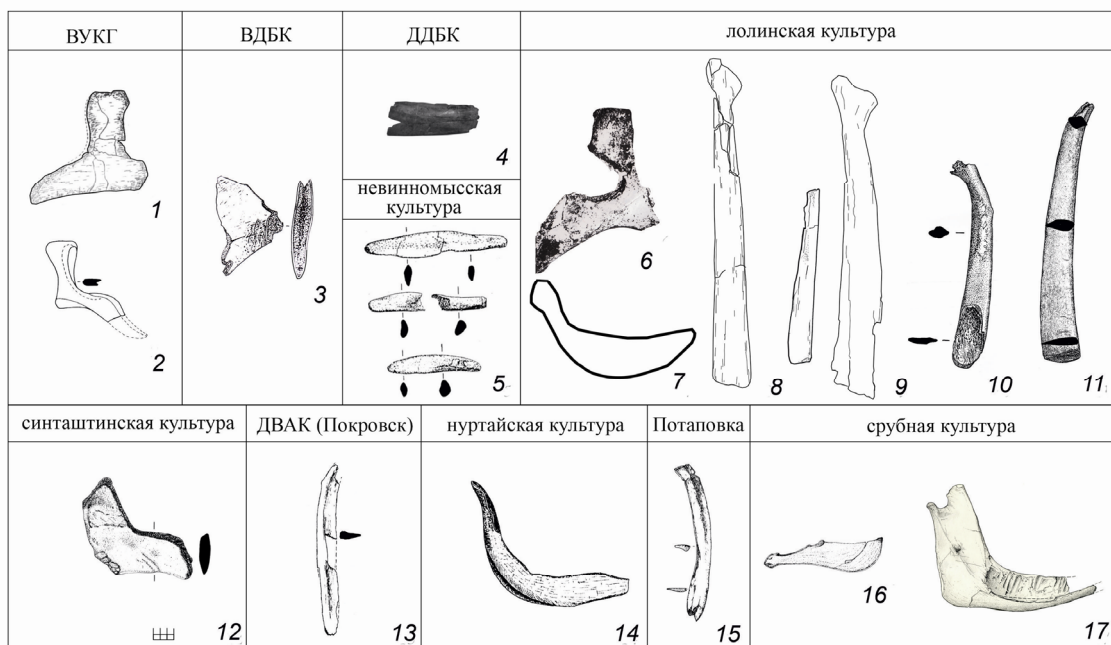 ВУКГ
ВДБК
ДДБК
лолинская культура
1
2
3
4
невинномысская
культура
5
6
7
8
9
10
11
синташтинская культура
ДВАК (Покровск)
нуртайская культура
Потаповка
срубная культура
12
13
14
15
16
17